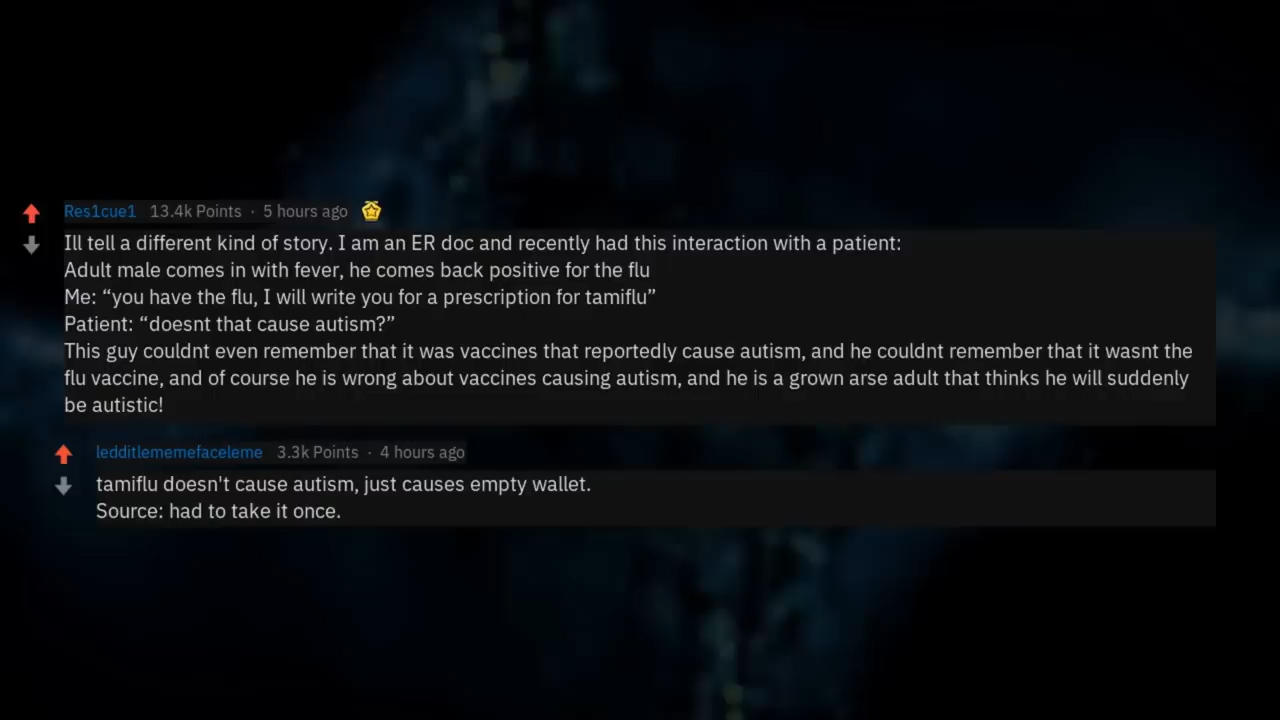 Res1cue1 13.4k Points · 5 hours ago
Ill tell a different kind of story. I am an ER doc and recently had this interaction with a patient:
Adult male comes in with fever, he comes back positive for the flu
Me: “you have the flu, I will write you for a prescription for tamiflu”
Patient: “doesnt that cause autism?”
This guy couldnt even remember that it was vaccines that reportedly cause autism, and he couldnt remember that it wasnt the
flu vaccine, and of course he is wrong about vaccines causing autism, and he is a grown arse adult that thinks he will suddenly
be autistic!
ledditlememefaceleme 3.3k Points · 4 hours ago
tamiflu doesn't cause autism, just causes empty wallet.
Source: had to take it once.